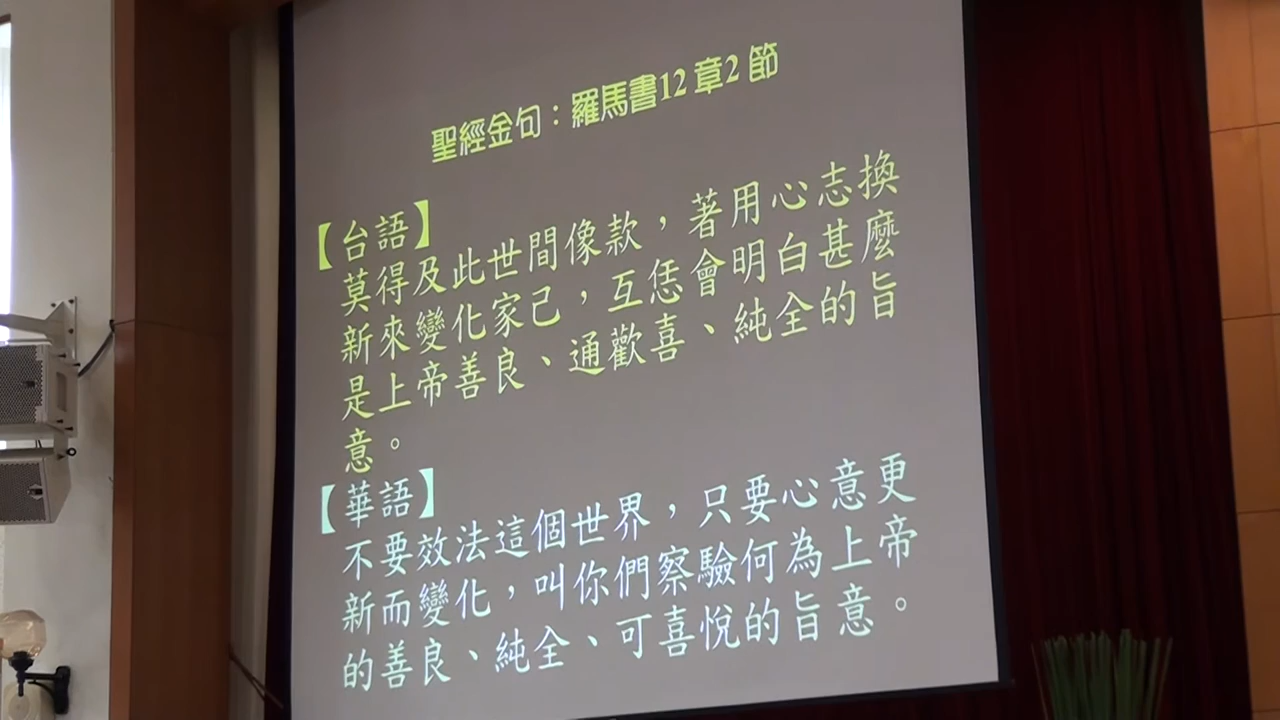 聖經金句：羅馬書12章2節
【台語】
莫得及此世間像款，著用心志換
新來變化家己，互恁會明白甚麼
是上帝善良、通歡喜、純全的旨
意。
【華語】
不要效法這個世界，只要心意更
新而變化，叫你們察驗何為上帝
的善良、純全、可喜悅的旨意。